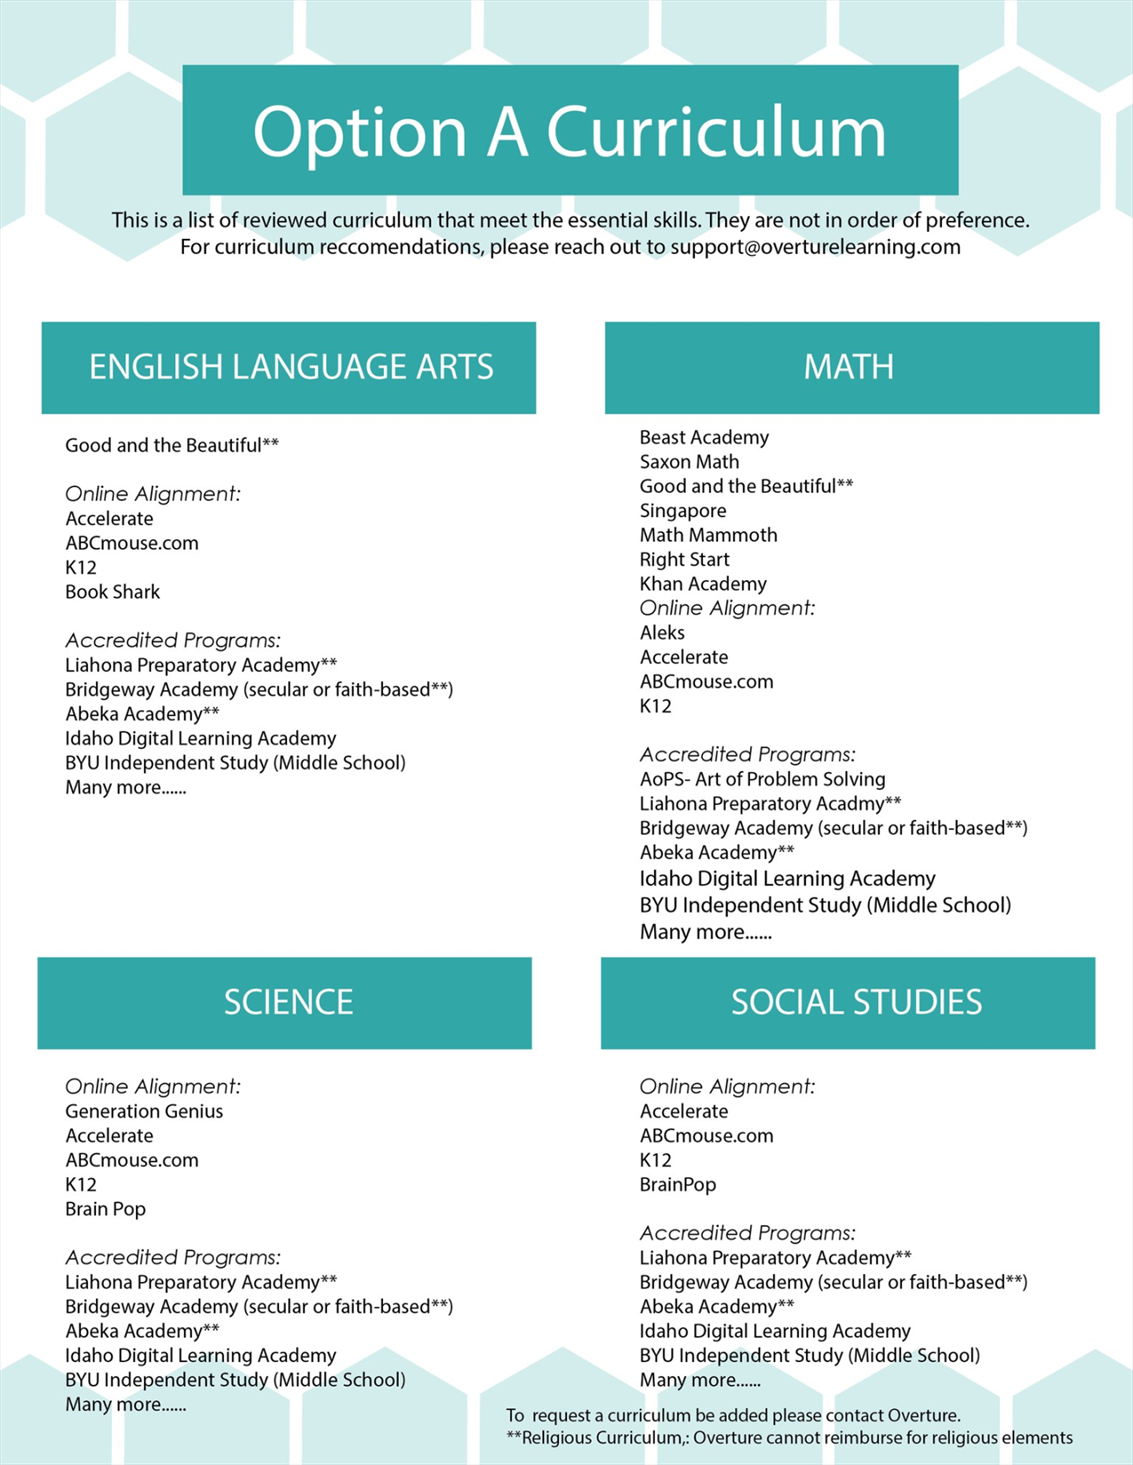 Option A Curriculum
This is a list of reviewed curriculum that meet the essential skills. They are not in order of preference.
For curriculum reccomendations, please reach out to support@overturelearning.com
ENGLISH LANGUAGE ARTS
Good and the Beautiful**
Online Alignment:
Accelerate
ABCmouse.com
K12
Book Shark
Accredited Programs:
Liahona Preparatory Academy**
Bridgeway Academy (secular or faith-based**)
Abeka Academy**
Idaho Digital Learning Academy
BYU Independent Study (Middle School)
Many more......
MATH
Beast Academy
Saxon Math
Good and the Beautiful**
Singapore
Math Mammoth
Right Start
Khan Academy
Online Alignment:
Aleks
Accelerate
ABCmouse.com
K12
Accredited Programs:
AoPS- Art of Problem Solving
Liahona Preparatory Acadmy**
Bridgeway Academy (secular or faith-based**)
Abeka Academy**
Idaho Digital Learning Academy
BYU Independent Study (Middle School)
Many more......
SCIENCE
Online Alignment:
Generation Genius
Accelerate
ABCmouse.com
K12
Brain Pop
Accredited Programs:
Liahona Preparatory Academy**
Bridgeway Academy (secular or faith-based**)
Abeka Academy**
Idaho Digital Learning Academy
BYU Independent Study (Middle School)
Many more......
SOCIAL STUDIES
Online Alignment:
Accelerate
ABCmouse.com
K12
BrainPop
Accredited Programs:
Liahona Preparatory Academy**
Bridgeway Academy (secular or faith-based**)
Abeka Academy**
Idaho Digital Learning Academy
BYU Independent Study (Middle School)
Many more......
To request a curriculum be added please contact Overture.
**Religious Curriculum,: Overture cannot reimburse for religious elements